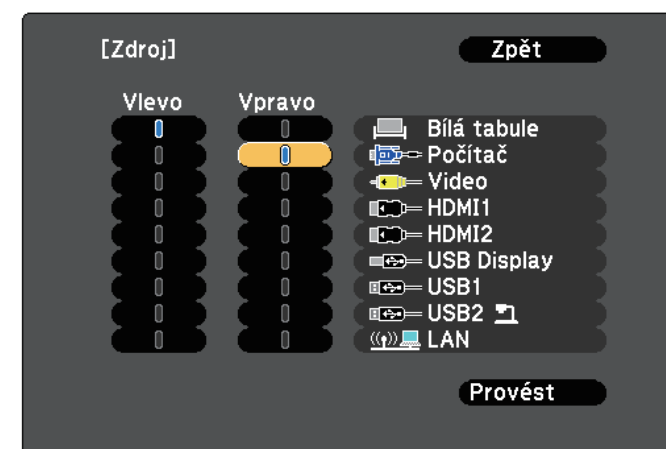 [Zdroj] Zpět
Vlevo Vpravo
Bílá tabule
Počítač
Video
HDMI1
HDMI2
USB Display
USB1
USB2
LAN
Provést